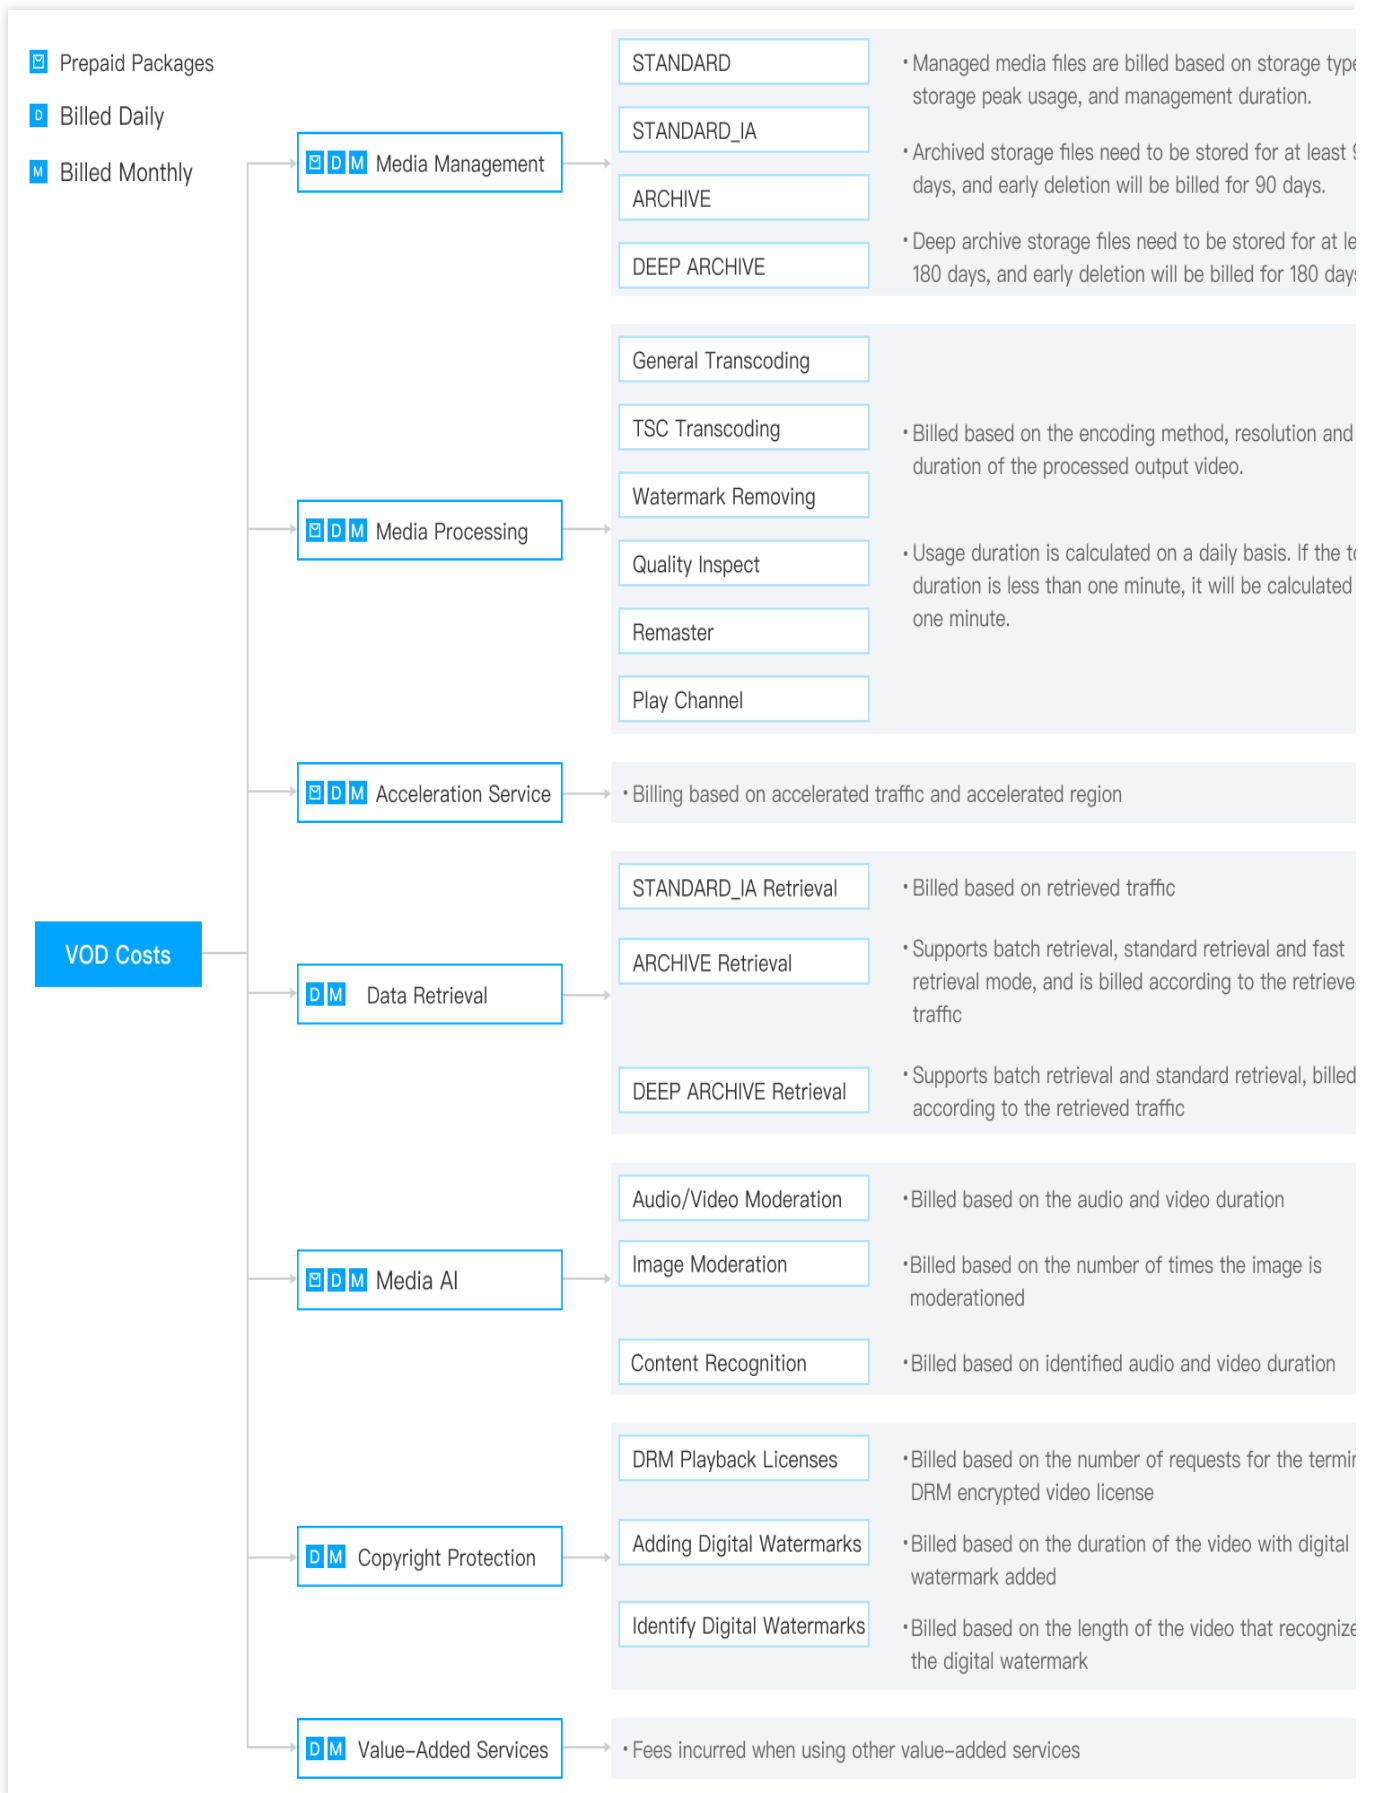 Prepaid Packages
D Billed Daily
M Billed Monthly
VOD Costs
D M Media Management
STANDARD
STANDARD_IA
ARCHIVE
DEEP ARCHIVE
• Managed media files are billed based on storage type
storage peak usage, and management duration.
• Archived storage files need to be stored for at least
days, and early deletion will be billed for 90 days.
• Deep archive storage files need to be stored for at
180 days, and early deletion will be billed for 180 days
D M Media Processing
General Transcoding
TSC Transcoding
Watermark Removing
Quality Inspect
Remaster
Play Channel
• Billed based on the encoding method, resolution and
duration of the processed output video.
• Usage duration is calculated on a daily basis. If the
duration is less than one minute, it will be calculated
one minute.
D M Acceleration Service
• Billing based on accelerated traffic and accelerated region
D M Data Retrieval
STANDARD_IA Retrieval
• Billed based on retrieved traffic
ARCHIVE Retrieval
• Supports batch retrieval, standard retrieval and fast
retrieval mode, and is billed according to the
traffic
DEEP ARCHIVE Retrieval
• Supports batch retrieval and standard retrieval, billed
according to the retrieved traffic
D M Media AI
Audio/Video Moderation
•Billed based on the audio and video duration
Image Moderation
•Billed based on the number of times the image is
moderationed
Content Recognition
•Billed based on identified audio and video duration
D M Copyright Protection
DRM Playback Licenses
•Billed based on the number of requests for the
DRM encrypted video license
Adding Digital Watermarks
•Billed based on the duration of the video with digital
watermark added
Identify Digital Watermarks
•Billed based on the length of the video that
the digital watermark
D M Value-Added Services
• Fees incurred when using other value-added services